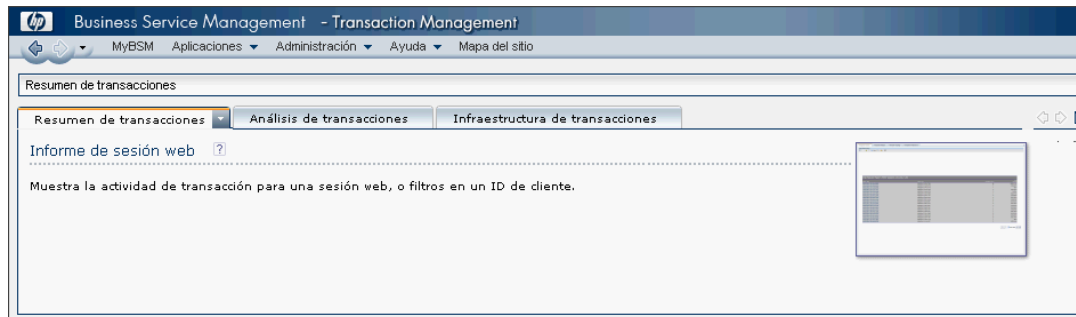 hp Business Service Management - Transaction Management
MyBSM Aplicaciones Administración Ayuda Mapa del sitio
Resumen de transacciones
Resumen de transacciones Análisis de transacciones Infraestructura de transacciones
Informe de sesión web ?
Muestra la actividad de transacción para una sesión web, o filtros en un ID de cliente.